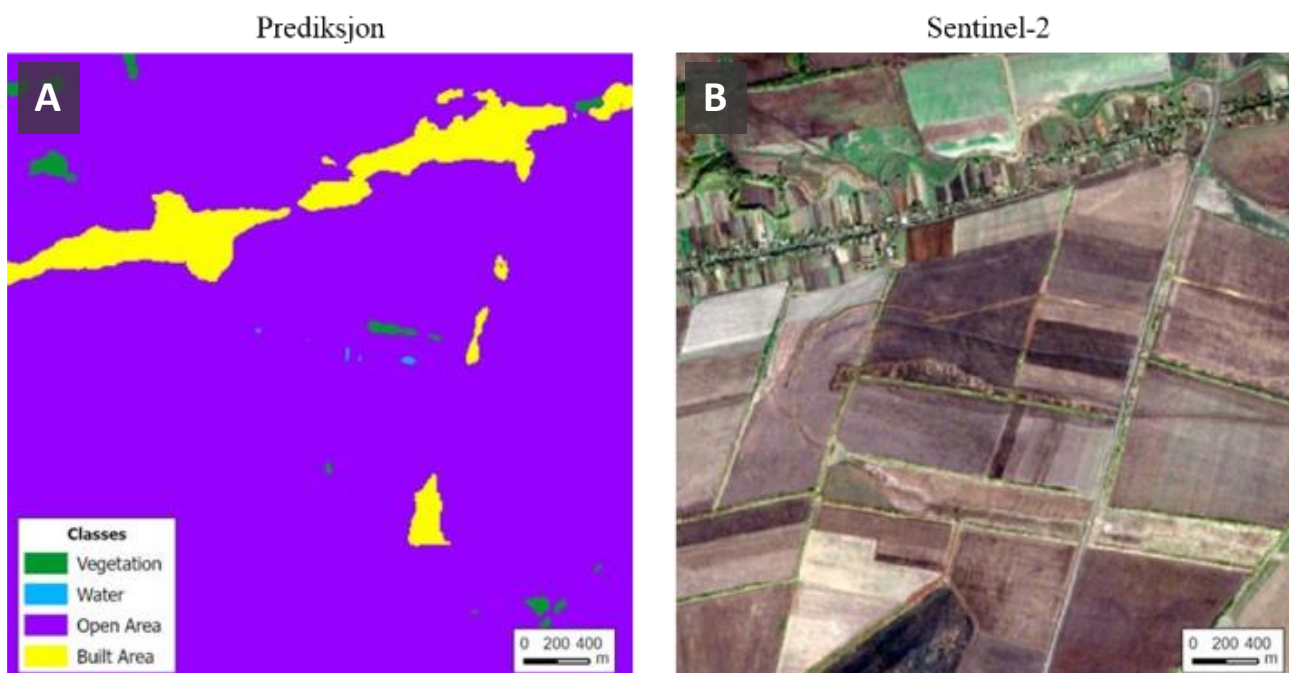 Prediksjon
Sentinel-2
A
B
Classes
Vegetation
Water
Open Area
Built Area
0 200 400
m
0 200 400
m